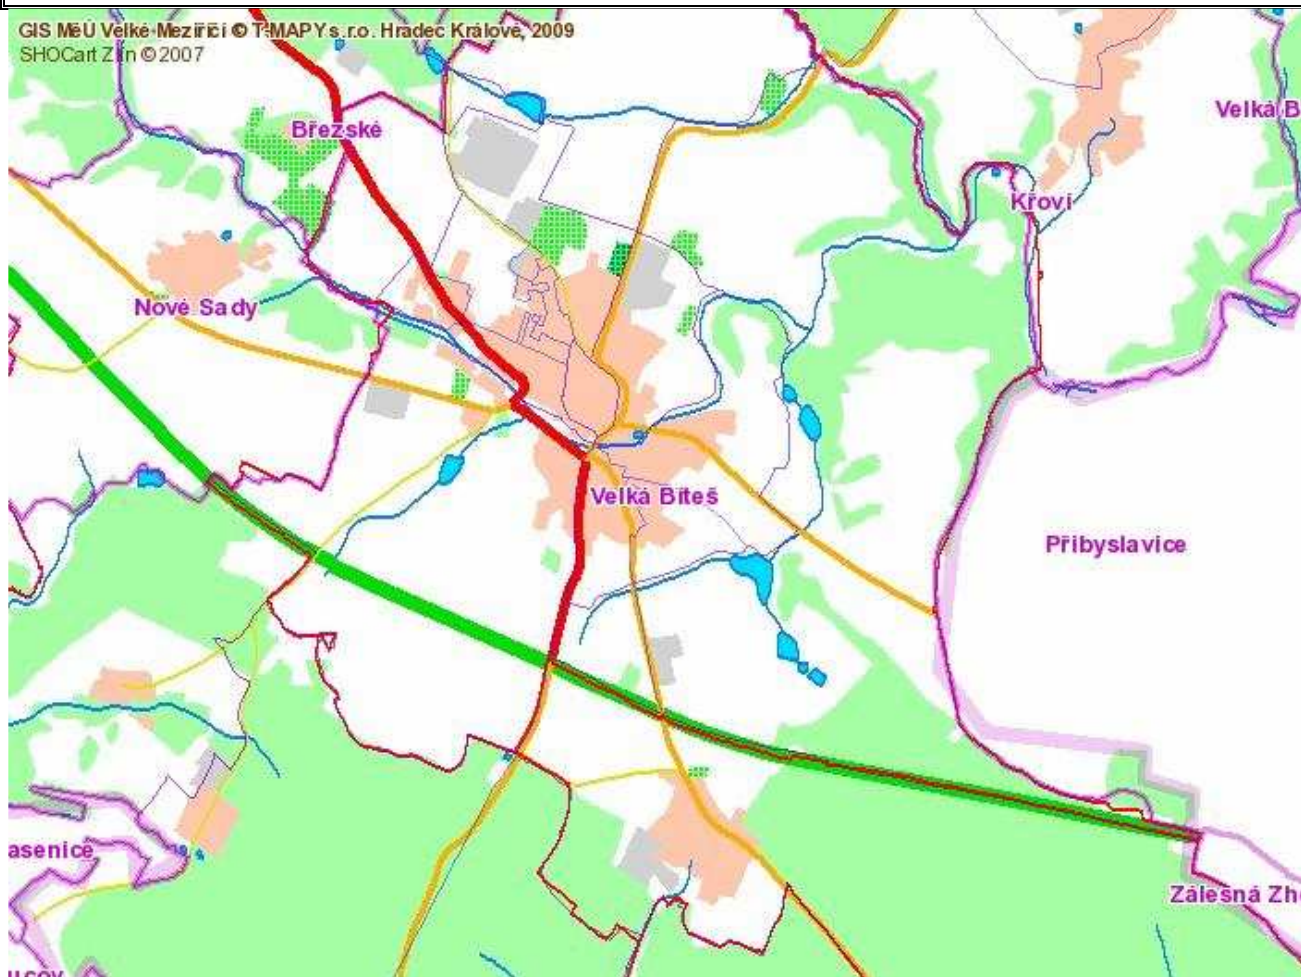 GIS MěÚ Velké Meziříčí © T-MAPY s.r.o. Hradec Králové, 2009
SHOCart Zlín © 2007
Velká B
Březské
Křoví
Nové Sady
Velká Bíteš
Přibyslavice
asenice
Zálesná Zh